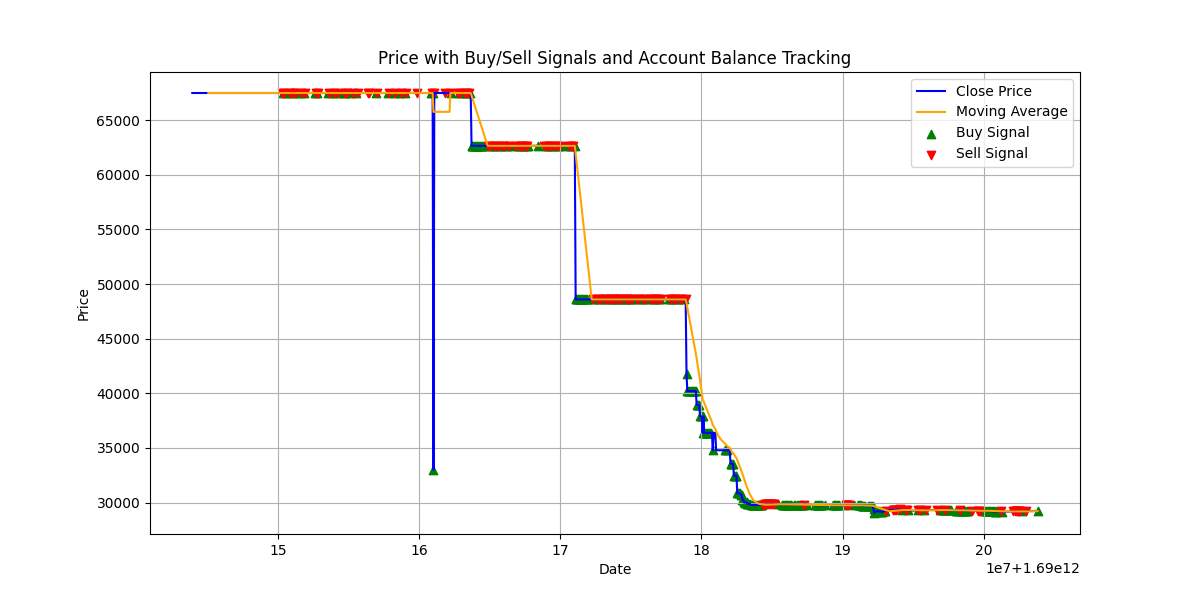 Price with Buy/Sell Signals and Account Balance Tracking
Close Price
Moving Average
Buy Signal
Sell Signal
65000
60000
55000
50000
45000
40000
35000
30000
Price
15 16 17 18 19 20
Date
1e7+1.69e12